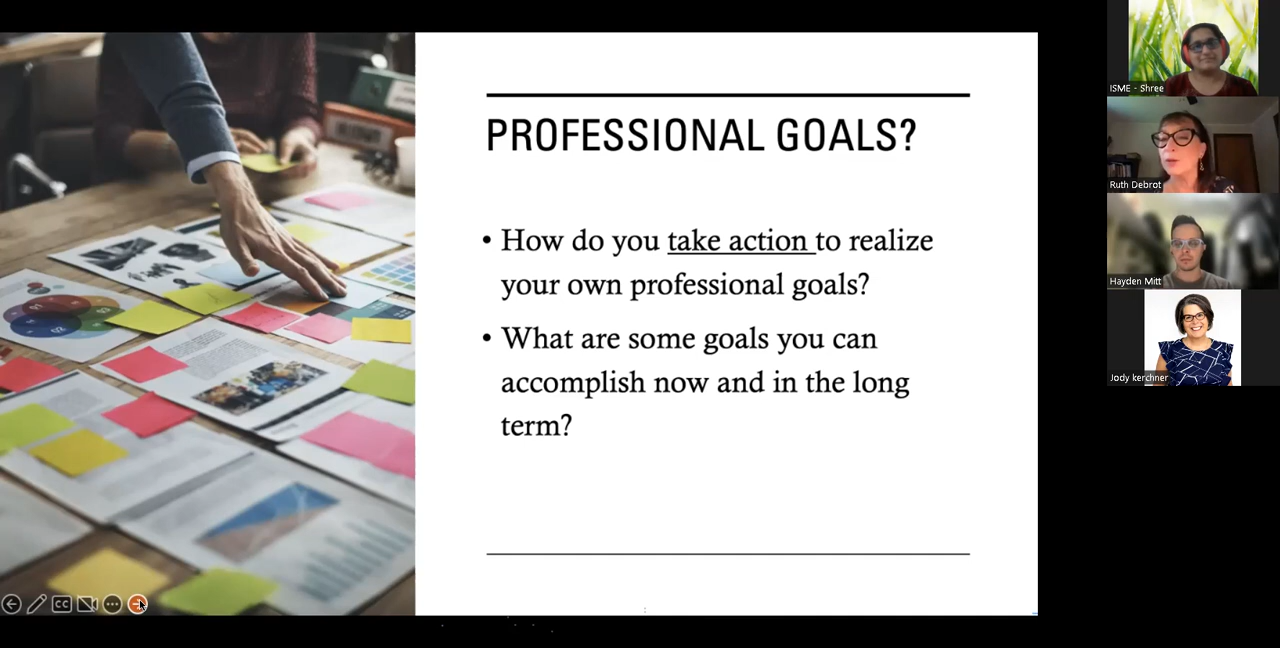 PROFESSIONAL GOALS?
• How do you take action to realize
your own professional goals?
• What are some goals you can
accomplish now and in the long
term?
ISME - Shree
Ruth Debrot
Hayden Mitt
Jody kerchner
CC